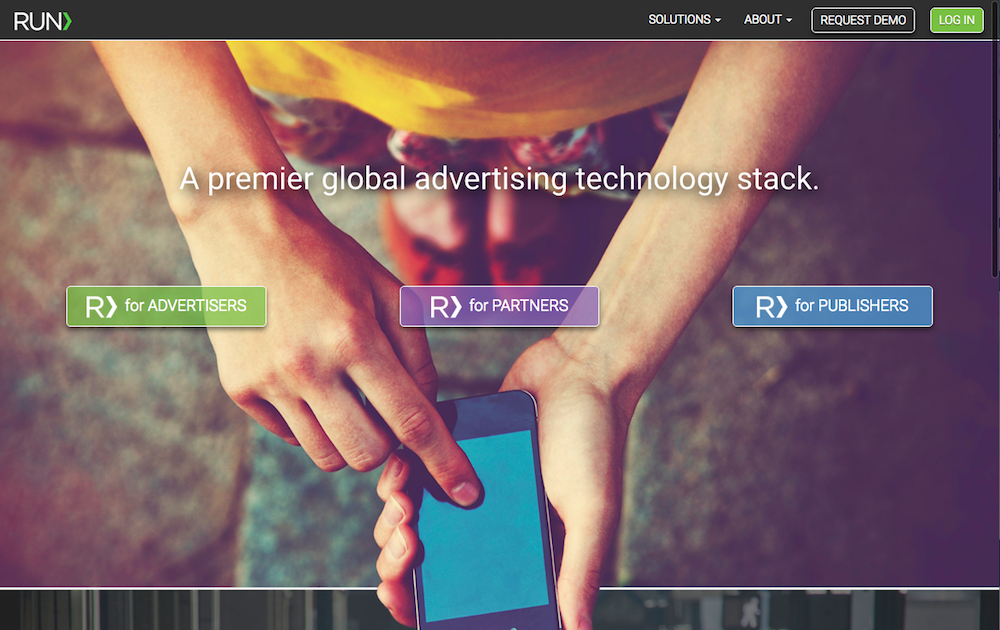 RUN
SOLUTIONS
ABOUT
REQUEST DEMO
LOG IN
A premier global advertising technology stack.
R for ADVERTISERS
R for PARTNERS
R for PUBLISHERS